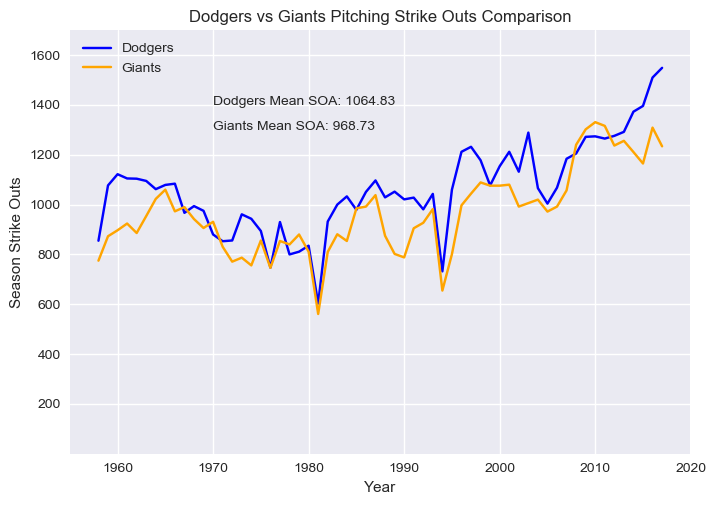 Dodgers vs Giants Pitching Strike Outs Comparison
1600
1400
1200
1000
800
600
400
200
Season Strike Outs
Dodgers
Giants
Dodgers Mean SOA: 1064.83
Giants Mean SOA: 968.73
1960 1970 1980 1990 2000 2010 2020
Year